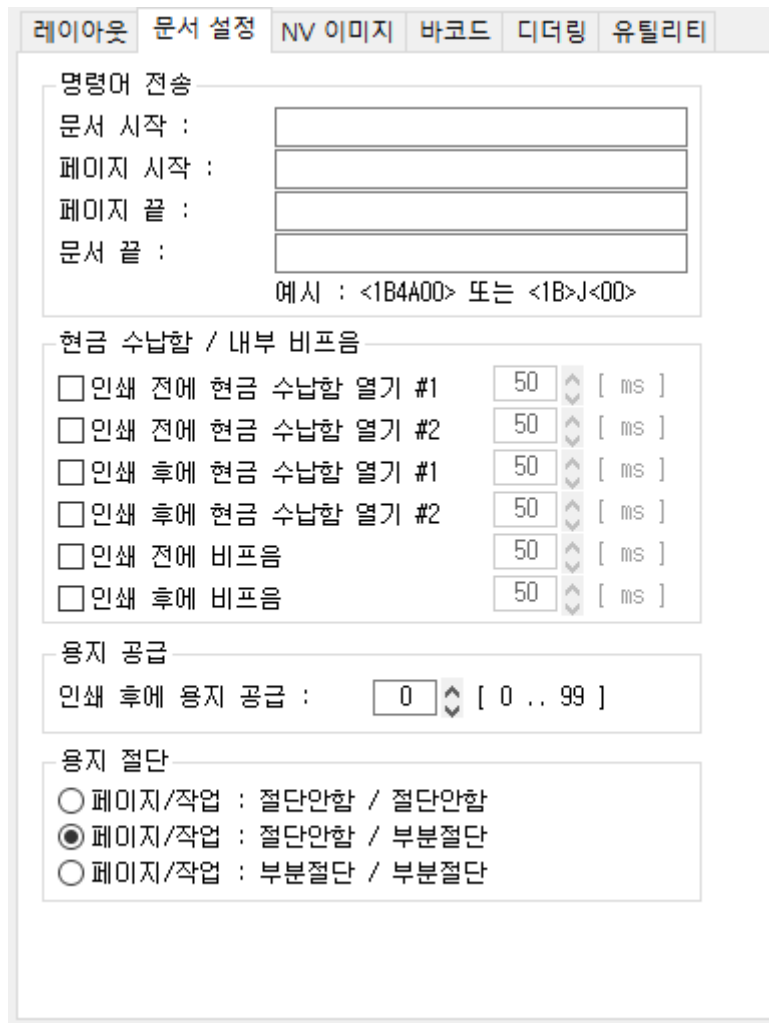 레이아웃 문서 설정 NV 이미지 바코드 디더링 유틸리티
명령어 전송
문서 시작 :
페이지 시작 :
페이지 끝 :
문서 끝 :
예시 : <1B4A00> 또는 <1B>J<00>
현금 수납함 / 내부 비프음
인쇄 전에 현금 수납함 열기 #1 50 [ ms ]
인쇄 전에 현금 수납함 열기 #2 50 [ ms ]
인쇄 후에 현금 수납함 열기 #1 50 [ ms ]
인쇄 후에 현금 수납함 열기 #2 50 [ ms ]
인쇄 전에 비프음 50 [ ms ]
인쇄 후에 비프음 50 [ ms ]
용지 공급
인쇄 후에 용지 공급 : 0 [ 0 .. 99 ]
용지 절단
페이지/작업 : 절단안함 / 절단안함
페이지/작업 : 절단안함 / 부분절단
페이지/작업 : 부분절단 / 부분절단